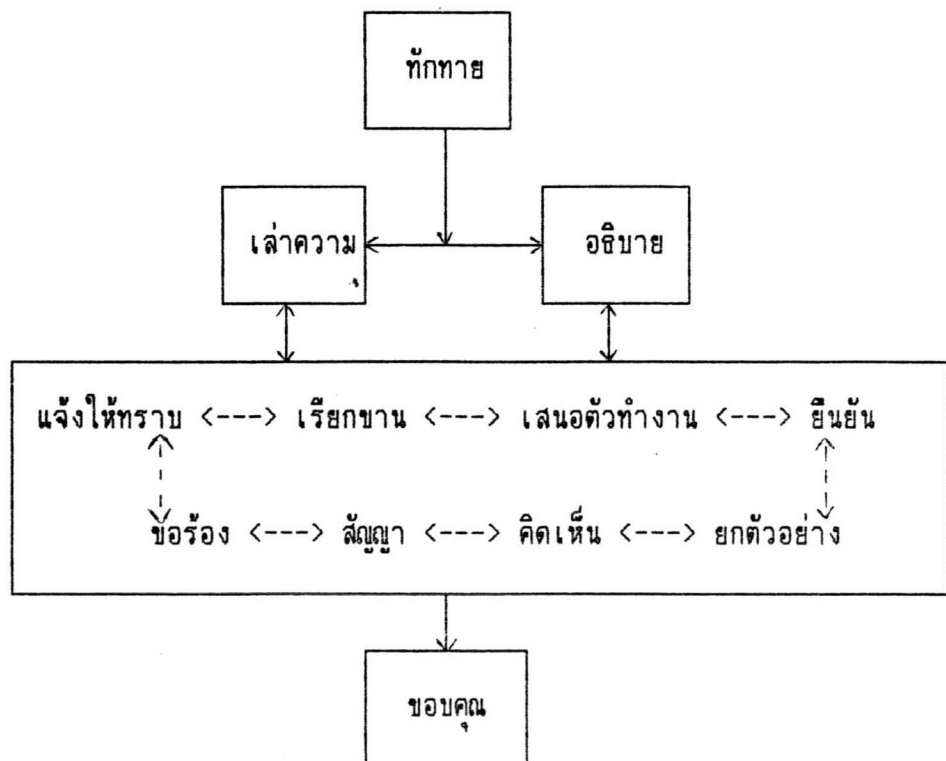 ทักทาย
เล่าความ อธิบาย
แจ้งให้ทราบ <---> เรียกขาน <---> เสนอตัวทำงาน <---> ยืนยัน
ขอร้อง <---> สัญญา <---> คิดเห็น <---> ยกตัวอย่าง
ขอบคุณ